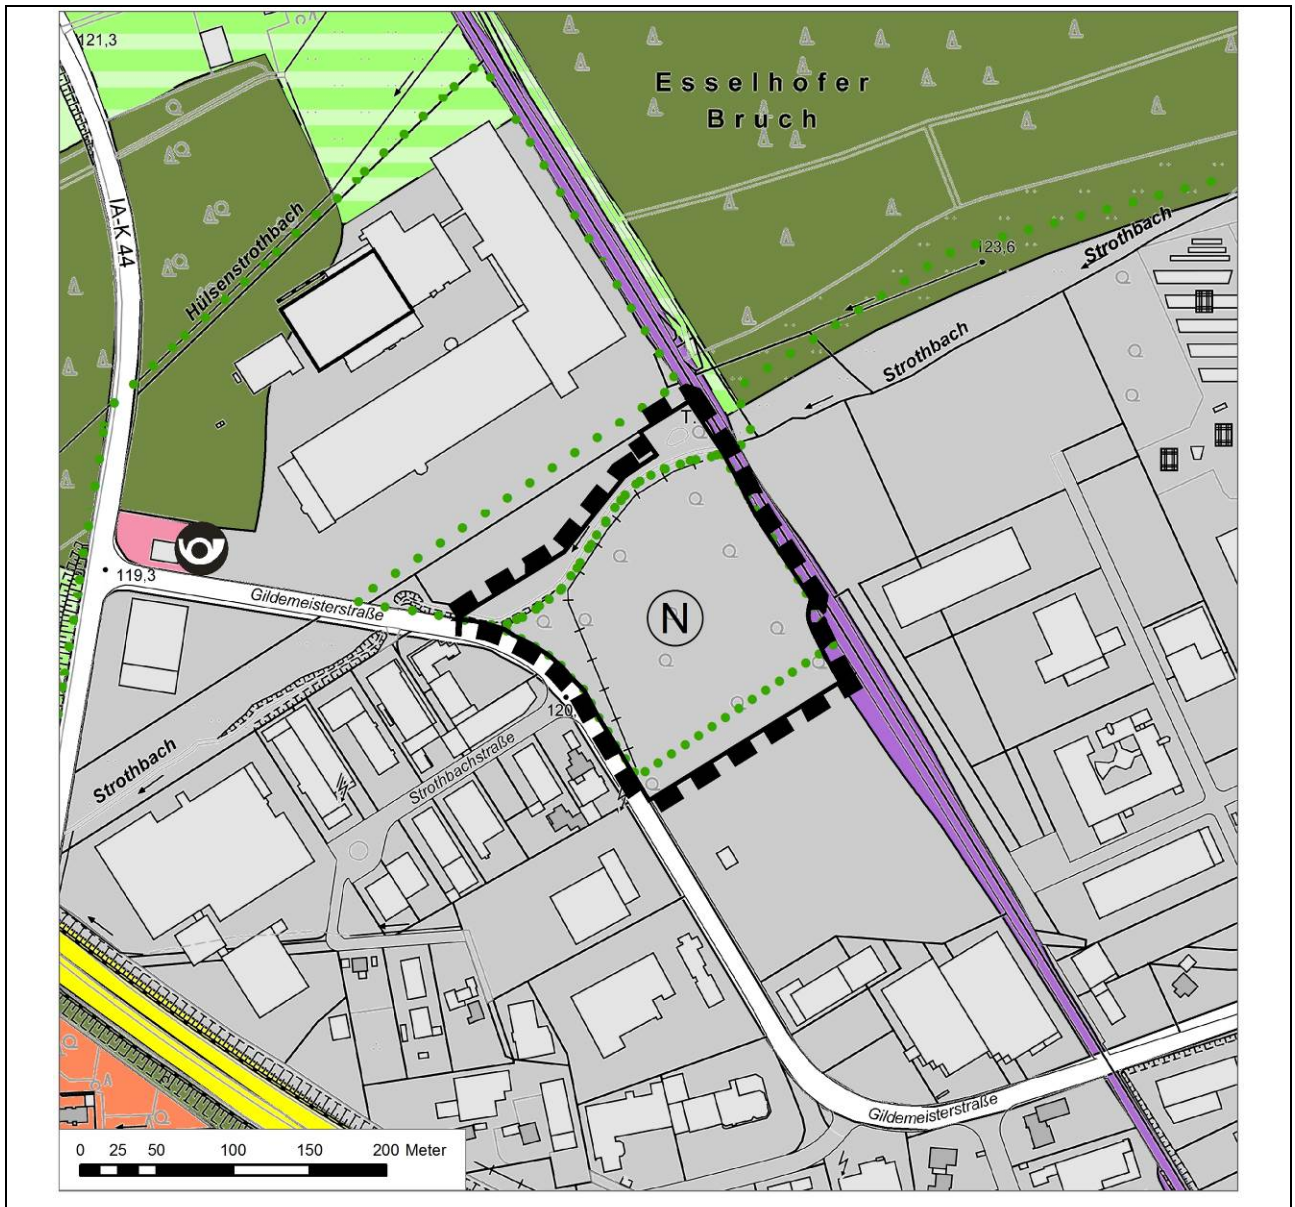 121,3
Esselhofer
Bruch
IA-K 44
Hülsenstrothbach
Strothbach
123,6
Strothbach
T.
119,3
Gildemeisterstraße
N
120,
Strothbachstraße
Strothbach
Gildemeisterstraße
0 25 50 100 150 200 Meter